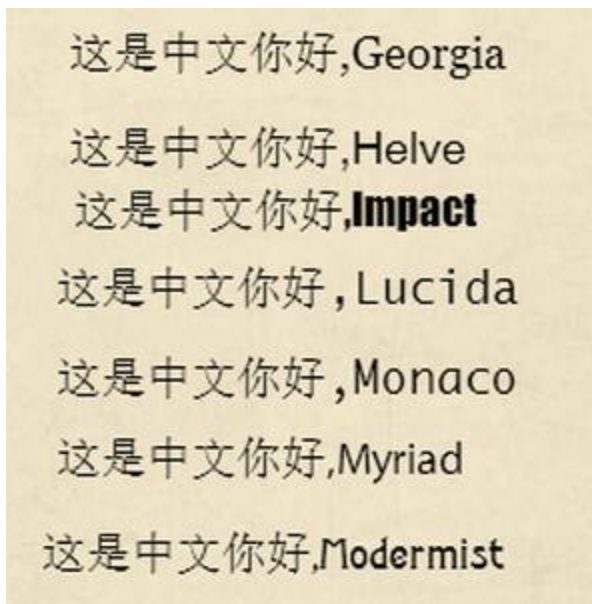 这是中文你好,Georgia
这是中文你好,Helve
这是中文你好,Impact
这是中文你好,Lucida
这是中文你好,Monaco
这是中文你好,Myriad
这是中文你好,Modermist